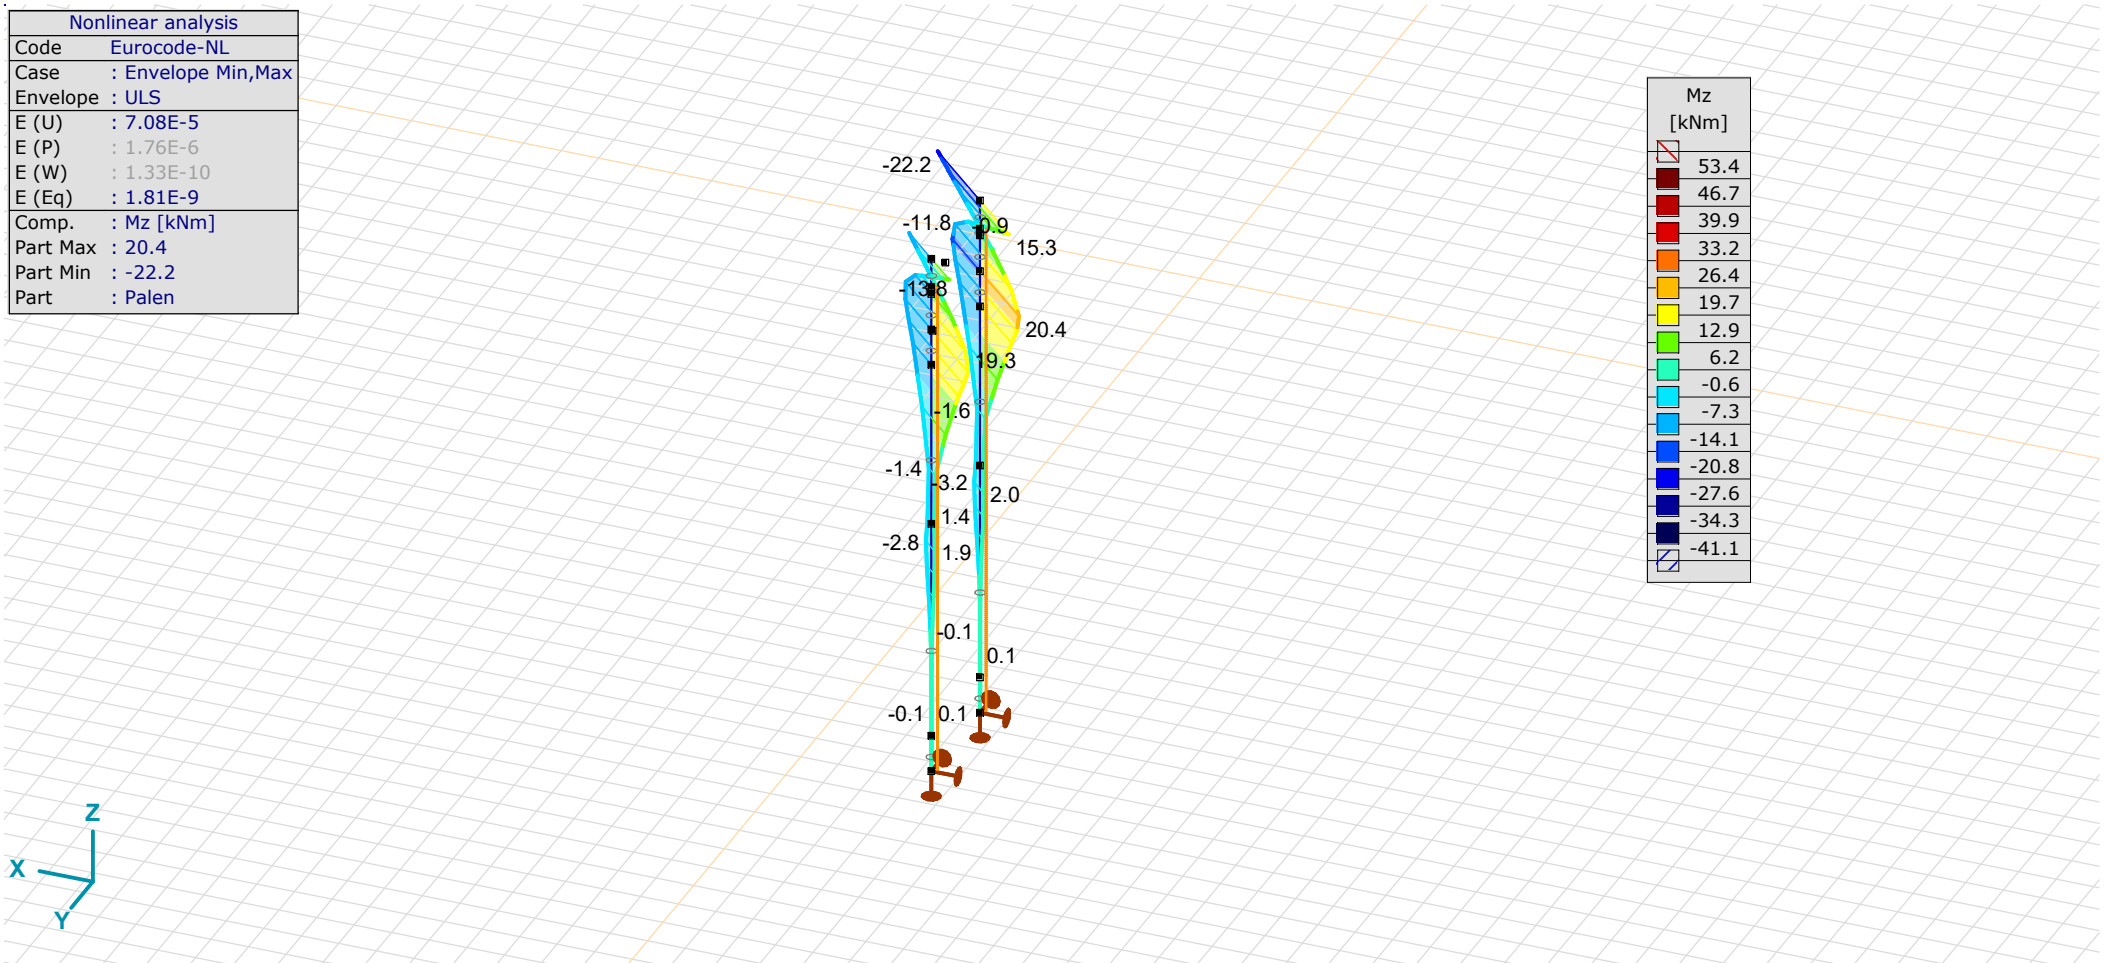 Nonlinear analysis
Code Eurocode-NL
Case : Envelope Min,Max
Envelope : ULS
E (U) : 7.08E-5
E (P) : 1.76E-6
E (W) : 1.33E-10
E (Eq) : 1.81E-9
Comp. : Mz [kNm]
Part Max : 20.4
Part Min : -22.2
Part : Palen
Mz
[kNm]
53.4
46.7
39.9
33.2
26.4
19.7
12.9
6.2
-0.6
-7.3
-14.1
-20.8
-27.6
-34.3
-41.1
-22.2
-11.8
15.3
-13.8
20.4
19.3
-1.6
-1.4
-3.2
2.0
1.4
-2.8
1.9
-0.1
0.1
-0.1
0.1
Z
X
Y